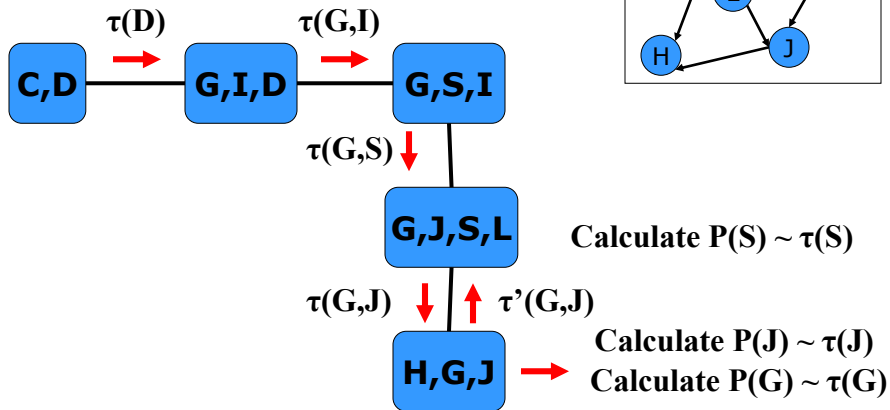 τ(D)
τ(G,I)
H
J
C,D
G,I,D
G,S,I
τ(G,S)
G,J,S,L
Calculate P(S) ~ τ(S)
τ(G,J)
τ’(G,J)
Calculate P(J) ~ τ(J)
H,G,J
Calculate P(G) ~ τ(G)